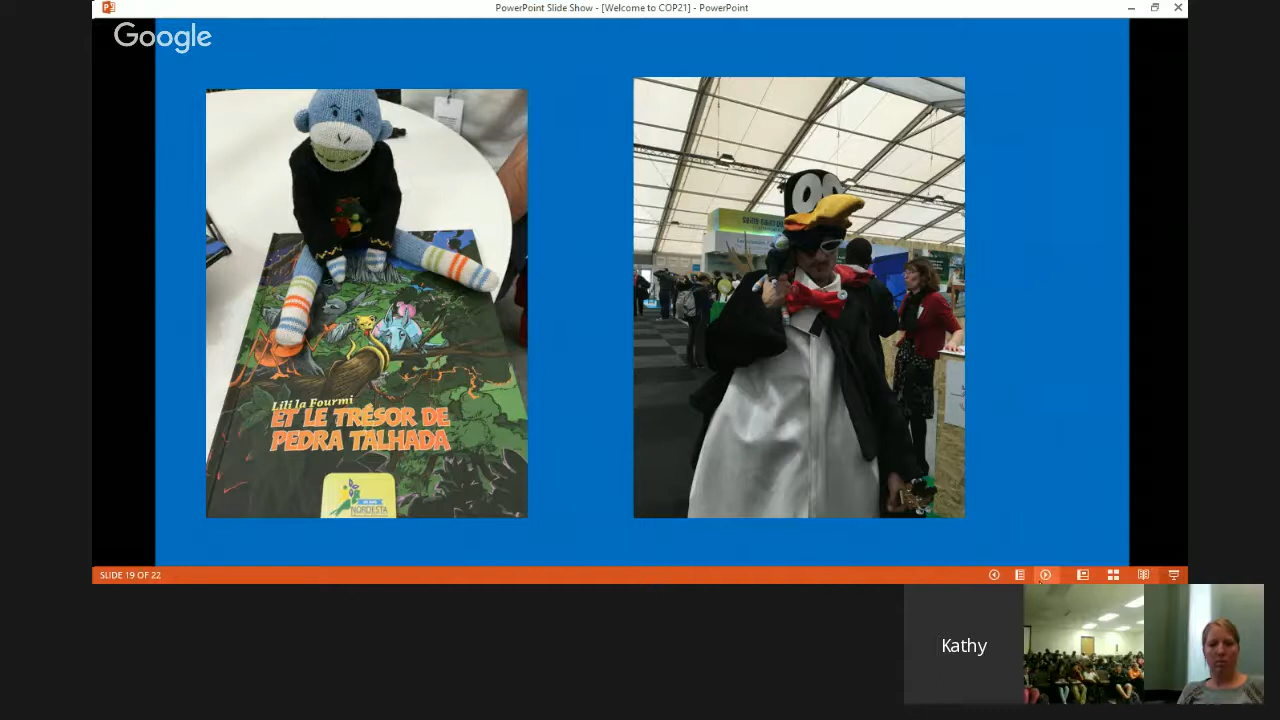 PowerPoint Slide Show - [Welcome to COP21] - PowerPoint
Google
Lili la Fourmi
ET LE TRÉSOR DE
PEDRA TALHADA
NORDESTA
SLIDE 19 OF 22
Kathy